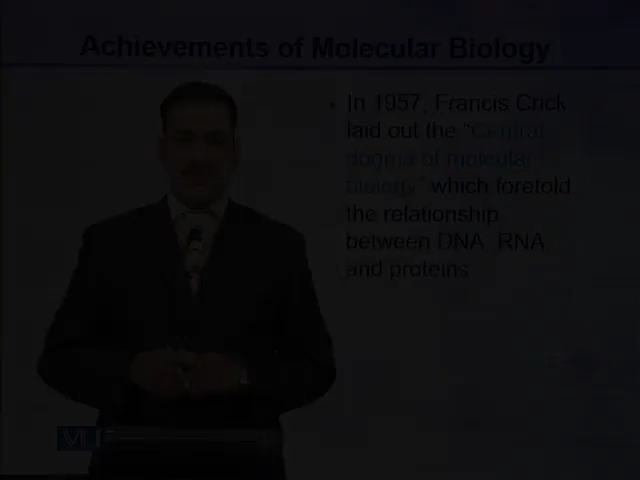 Achievements of Molecular Biology
• In 1957, Francis Crick
laid out the "Central
dogma of molecular
biology" which foretold
the relationship
between DNA, RNA
and proteins